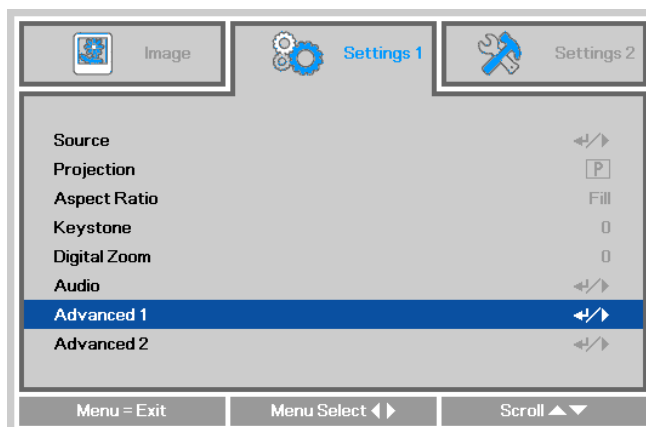 Image Settings 1 Settings 2
Source
Projection P
Aspect Ratio Fill
Keystone 0
Digital Zoom 0
Audio
Advanced 1
Advanced 2
Menu = Exit Menu Select Scroll